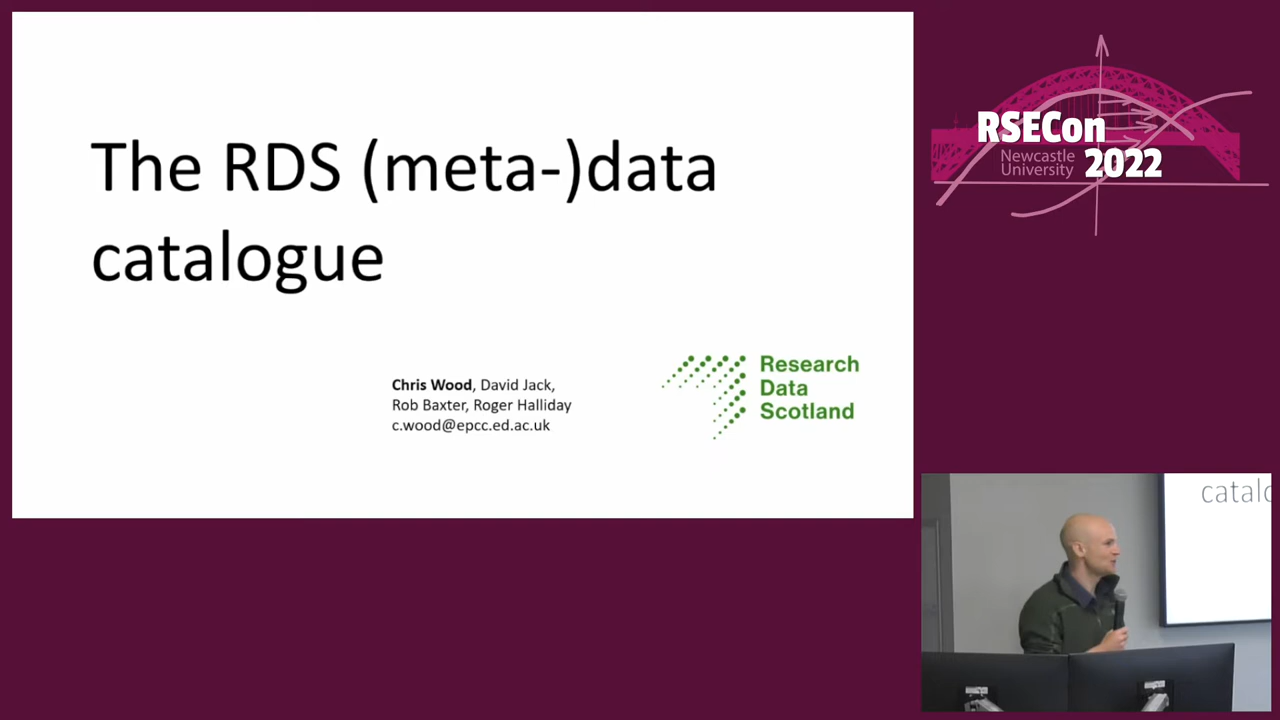 The RDS (meta-)data
catalogue
Chris Wood, David Jack,
Rob Baxter, Roger Halliday
c.wood@epcc.ed.ac.uk
Research
Data
Scotland
RSECon
Newcastle
University
2022
catalo